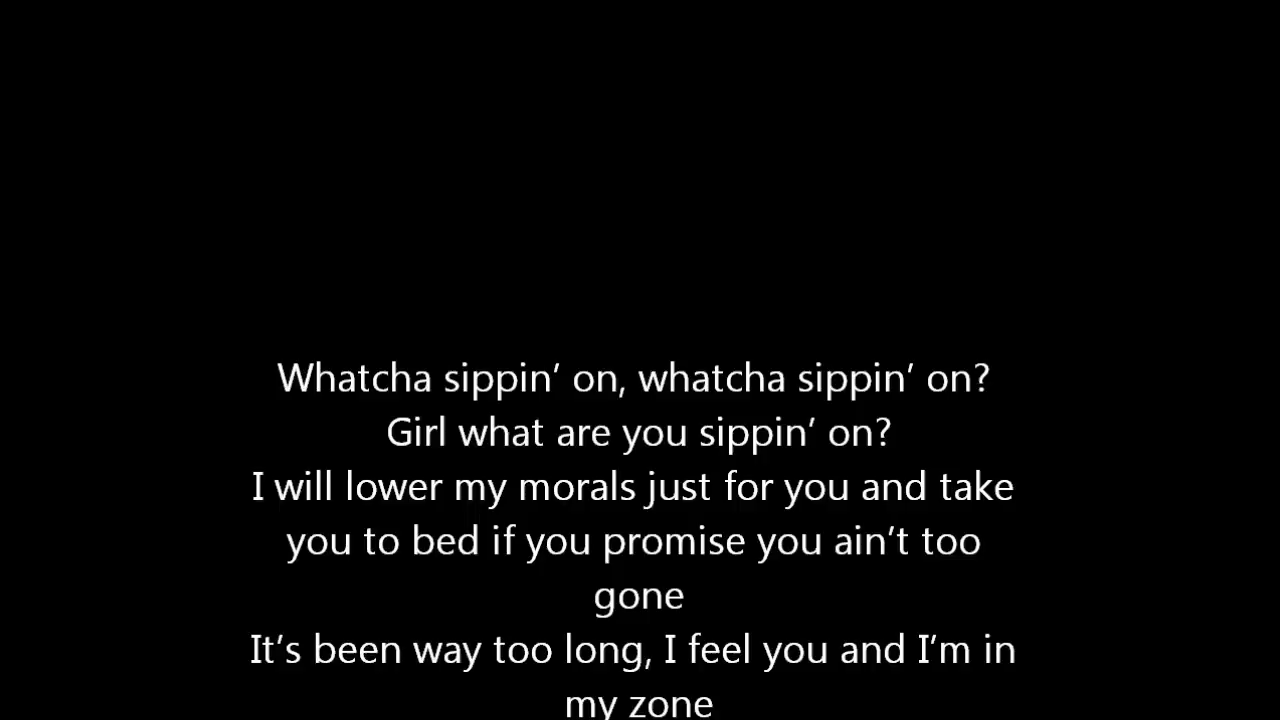 Whatcha sippin’ on, whatcha sippin’ on?
Girl what are you sippin’ on?
I will lower my morals just for you and take
you to bed if you promise you ain’t too
gone
It’s been way too long, I feel you and I’m in
my zone